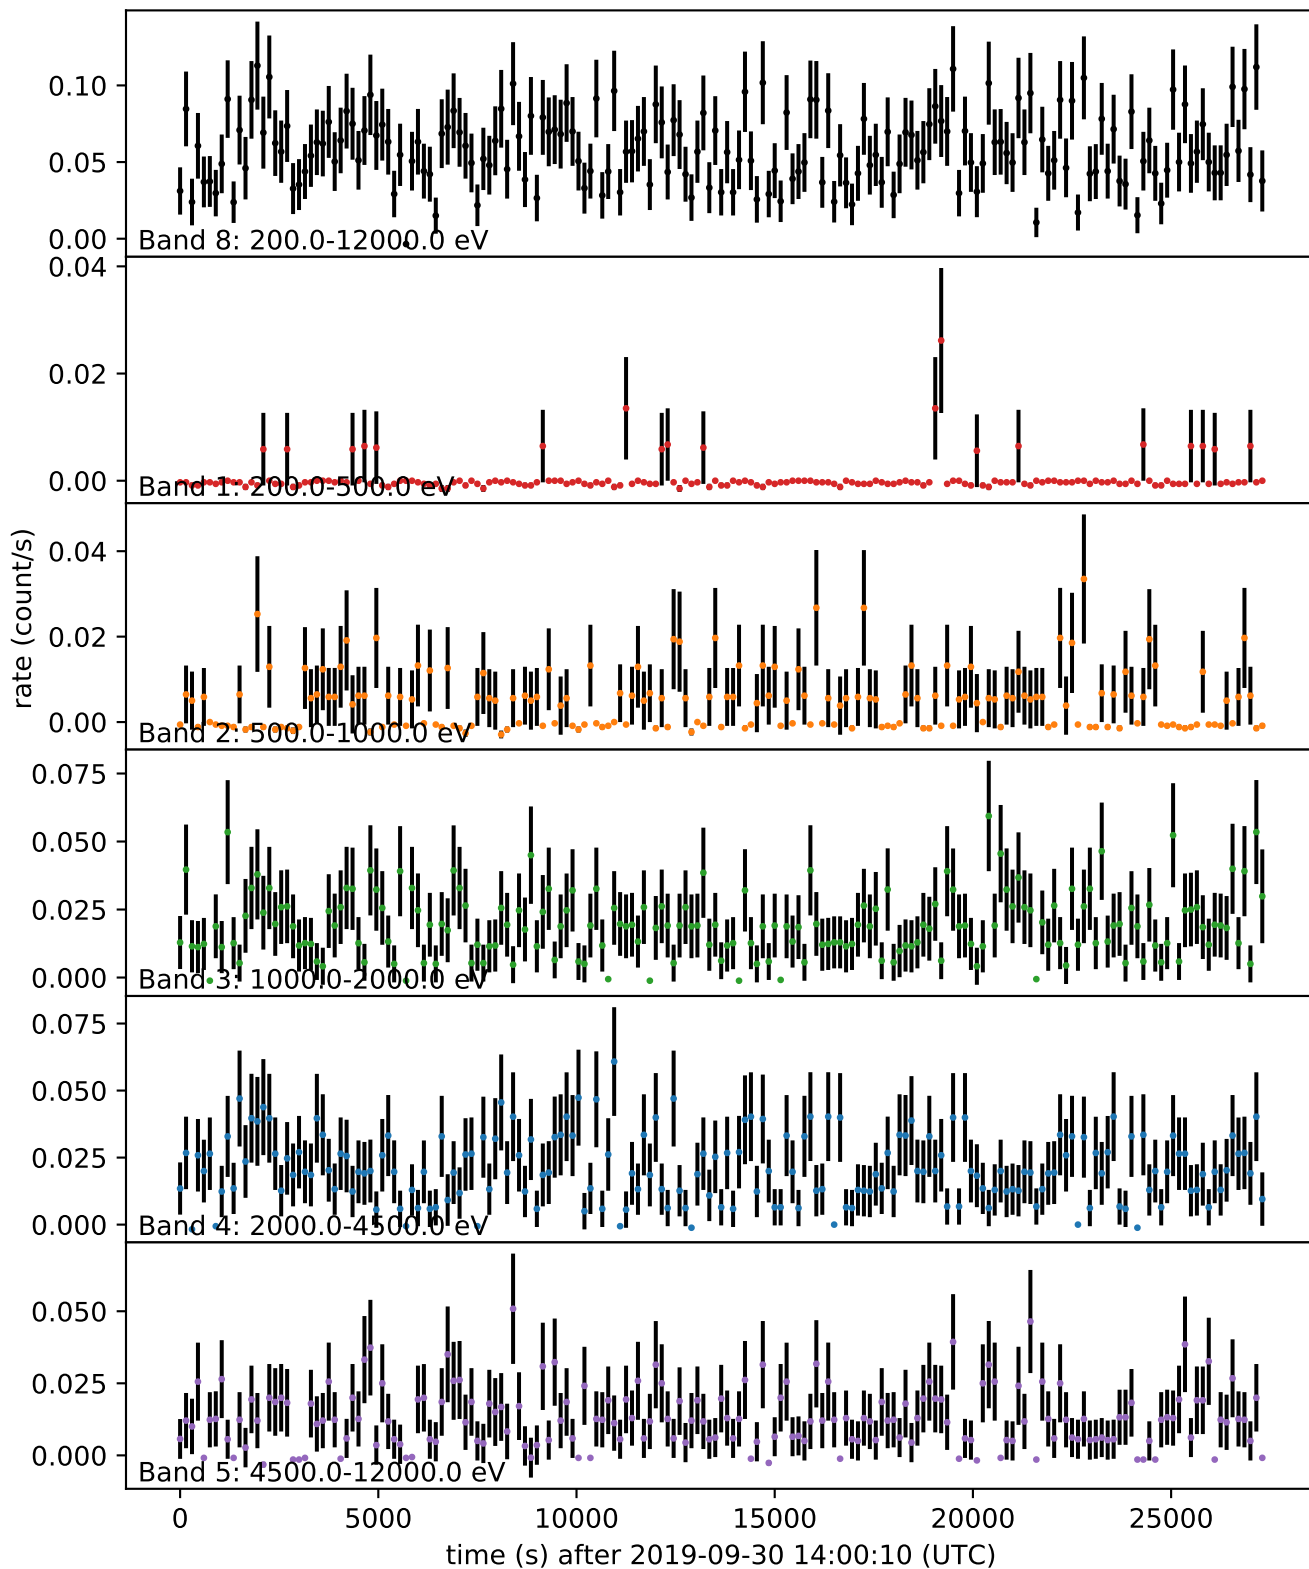 0.10
0.05
0.00
Band 8: 200.0-12000.0 eV
0.04
0.02
0.00
Band 1: 200.0-500.0 eV
rate (count/s)
0.04
0.02
0.00
Band 2: 500.0-1000.0 eV
0.075
0.050
0.025
0.000
Band 3: 1000.0-2000.0 eV
0.075
0.050
0.025
0.000
Band 4: 2000.0-4500.0 eV
0.050
0.025
0.000
Band 5: 4500.0-12000.0 eV
0 5000 10000 15000 20000 25000
time (s) after 2019-09-30 14:00:10 (UTC)